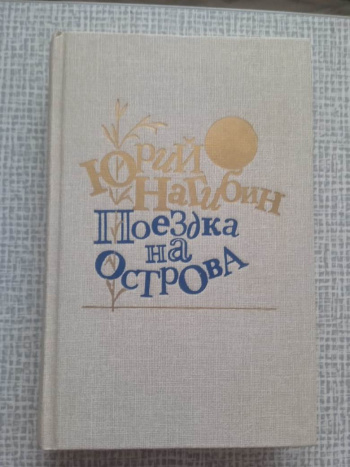 Юрий
Нагибин
Поездка
на
Острова